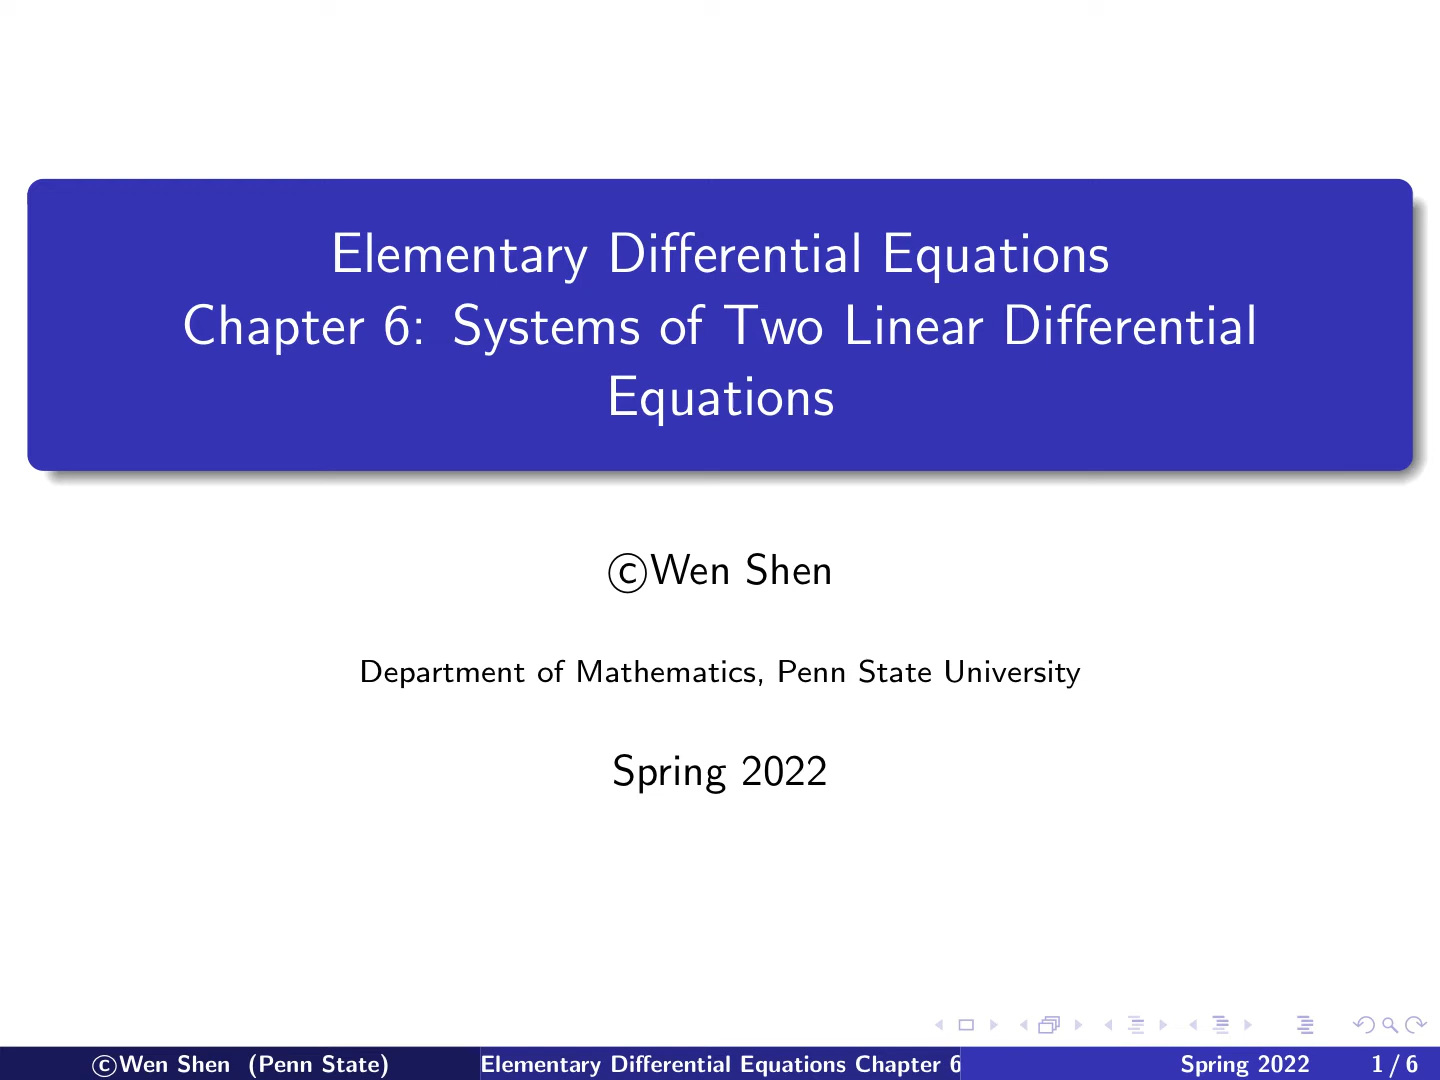 Elementary Differential Equations
Chapter 6: Systems of Two Linear Differential
Equations
©Wen Shen
Department of Mathematics, Penn State University
Spring 2022
©Wen Shen (Penn State)
Elementary Differential Equations Chapter 6
Spring 2022
1 / 6